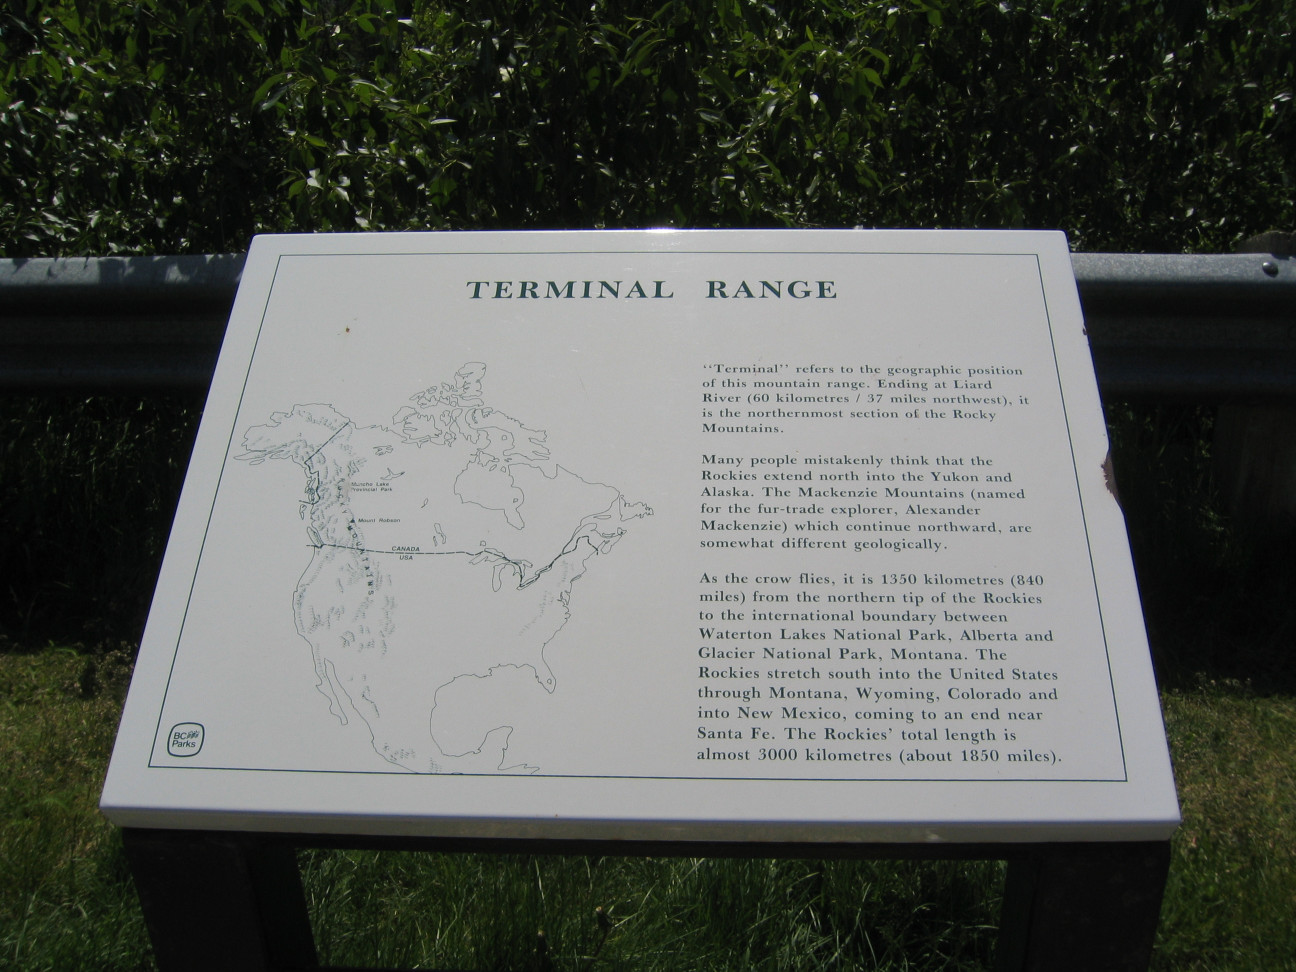 TERMINAL RANGE
"Terminal" refers to the geographic position
of this mountain range. Ending at Liard
River (60 kilometres / 37 miles northwest), it
is the northernmost section of the Rocky
Mountains.
Many people mistakenly think that the
Rockies extend north into the Yukon and
Alaska. The Mackenzie Mountains (named
for the fur-trade explorer, Alexander
Mackenzie) which continue northward, are
somewhat different geologically.
As the crow flies, it is 1350 kilometres (840
miles) from the northern tip of the Rockies
to the international boundary between
Waterton Lakes National Park, Alberta and
Glacier National Park, Montana. The
Rockies stretch south into the United States
through Montana, Wyoming, Colorado and
into New Mexico, coming to an end near
Santa Fe. The Rockies' total length is
almost 3000 kilometres (about 1850 miles).
Muncho Lake
Provincial Park
Mount Robson
CANADA
USA
BC
Parks